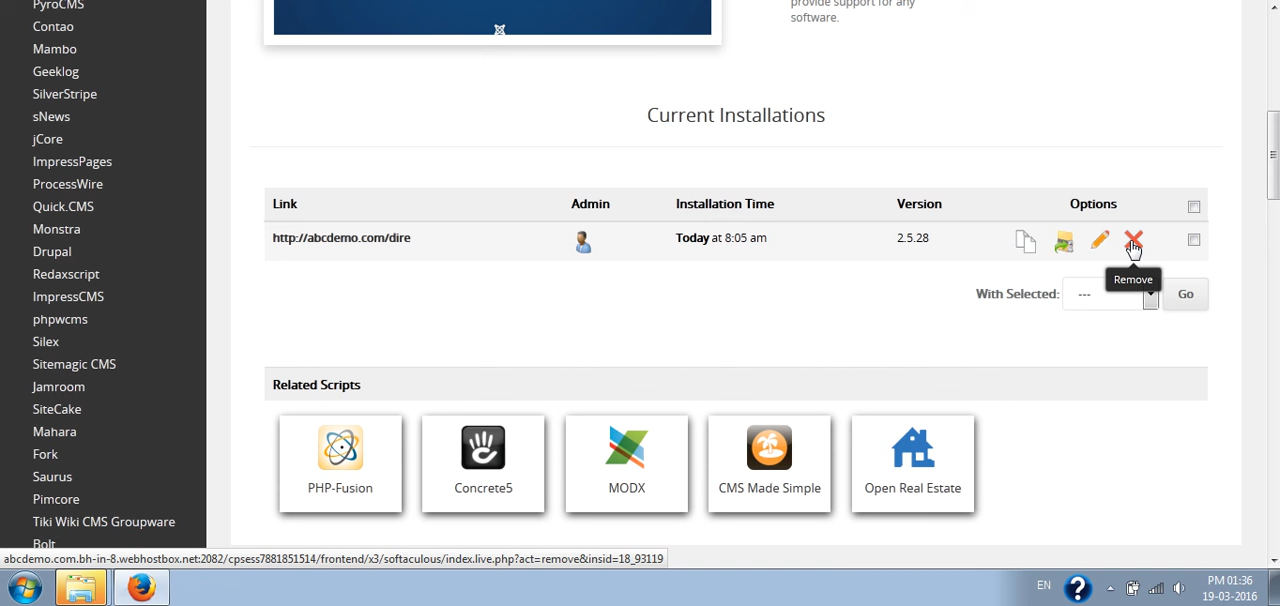 PyroCMS
Contao
Mambo
Geeklog
SilverStripe
sNews
jCore
ImpressPages
ProcessWire
Quick.CMS
Monstra
Drupal
Redaxscript
ImpressCMS
phpwcms
Silex
Sitemagic CMS
Jamroom
SiteCake
Mahara
Fork
Saurus
Pimcore
Tiki Wiki CMS Groupware
Bolt
provide support for any
software.
Current Installations
Link Admin Installation Time Version Options
http://abcdemo.com/dire Today at 8:05 am 2.5.28
Remove
With Selected: --- Go
Related Scripts
PHP-Fusion Concrete5 MODX CMS Made Simple Open Real Estate
abcdemo.com.bh-in-8.webhostbox.net:2082/cpsess7881851514/frontend/x3/softaculous/index.live.php?act=remove&insid=18_93119
EN PM 01:36
19-03-2016